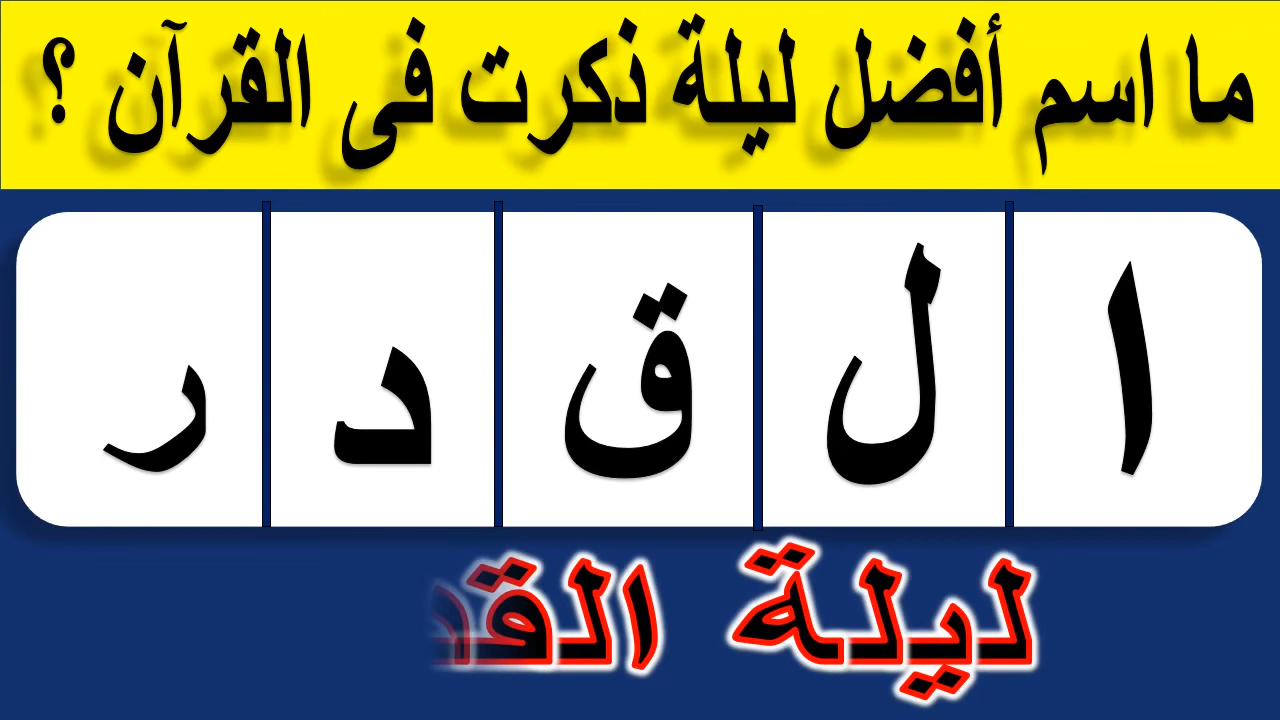 ما اسم أفضل ليلة ذكرت فى القرآن ؟
ا ل ق د ر
ليلة